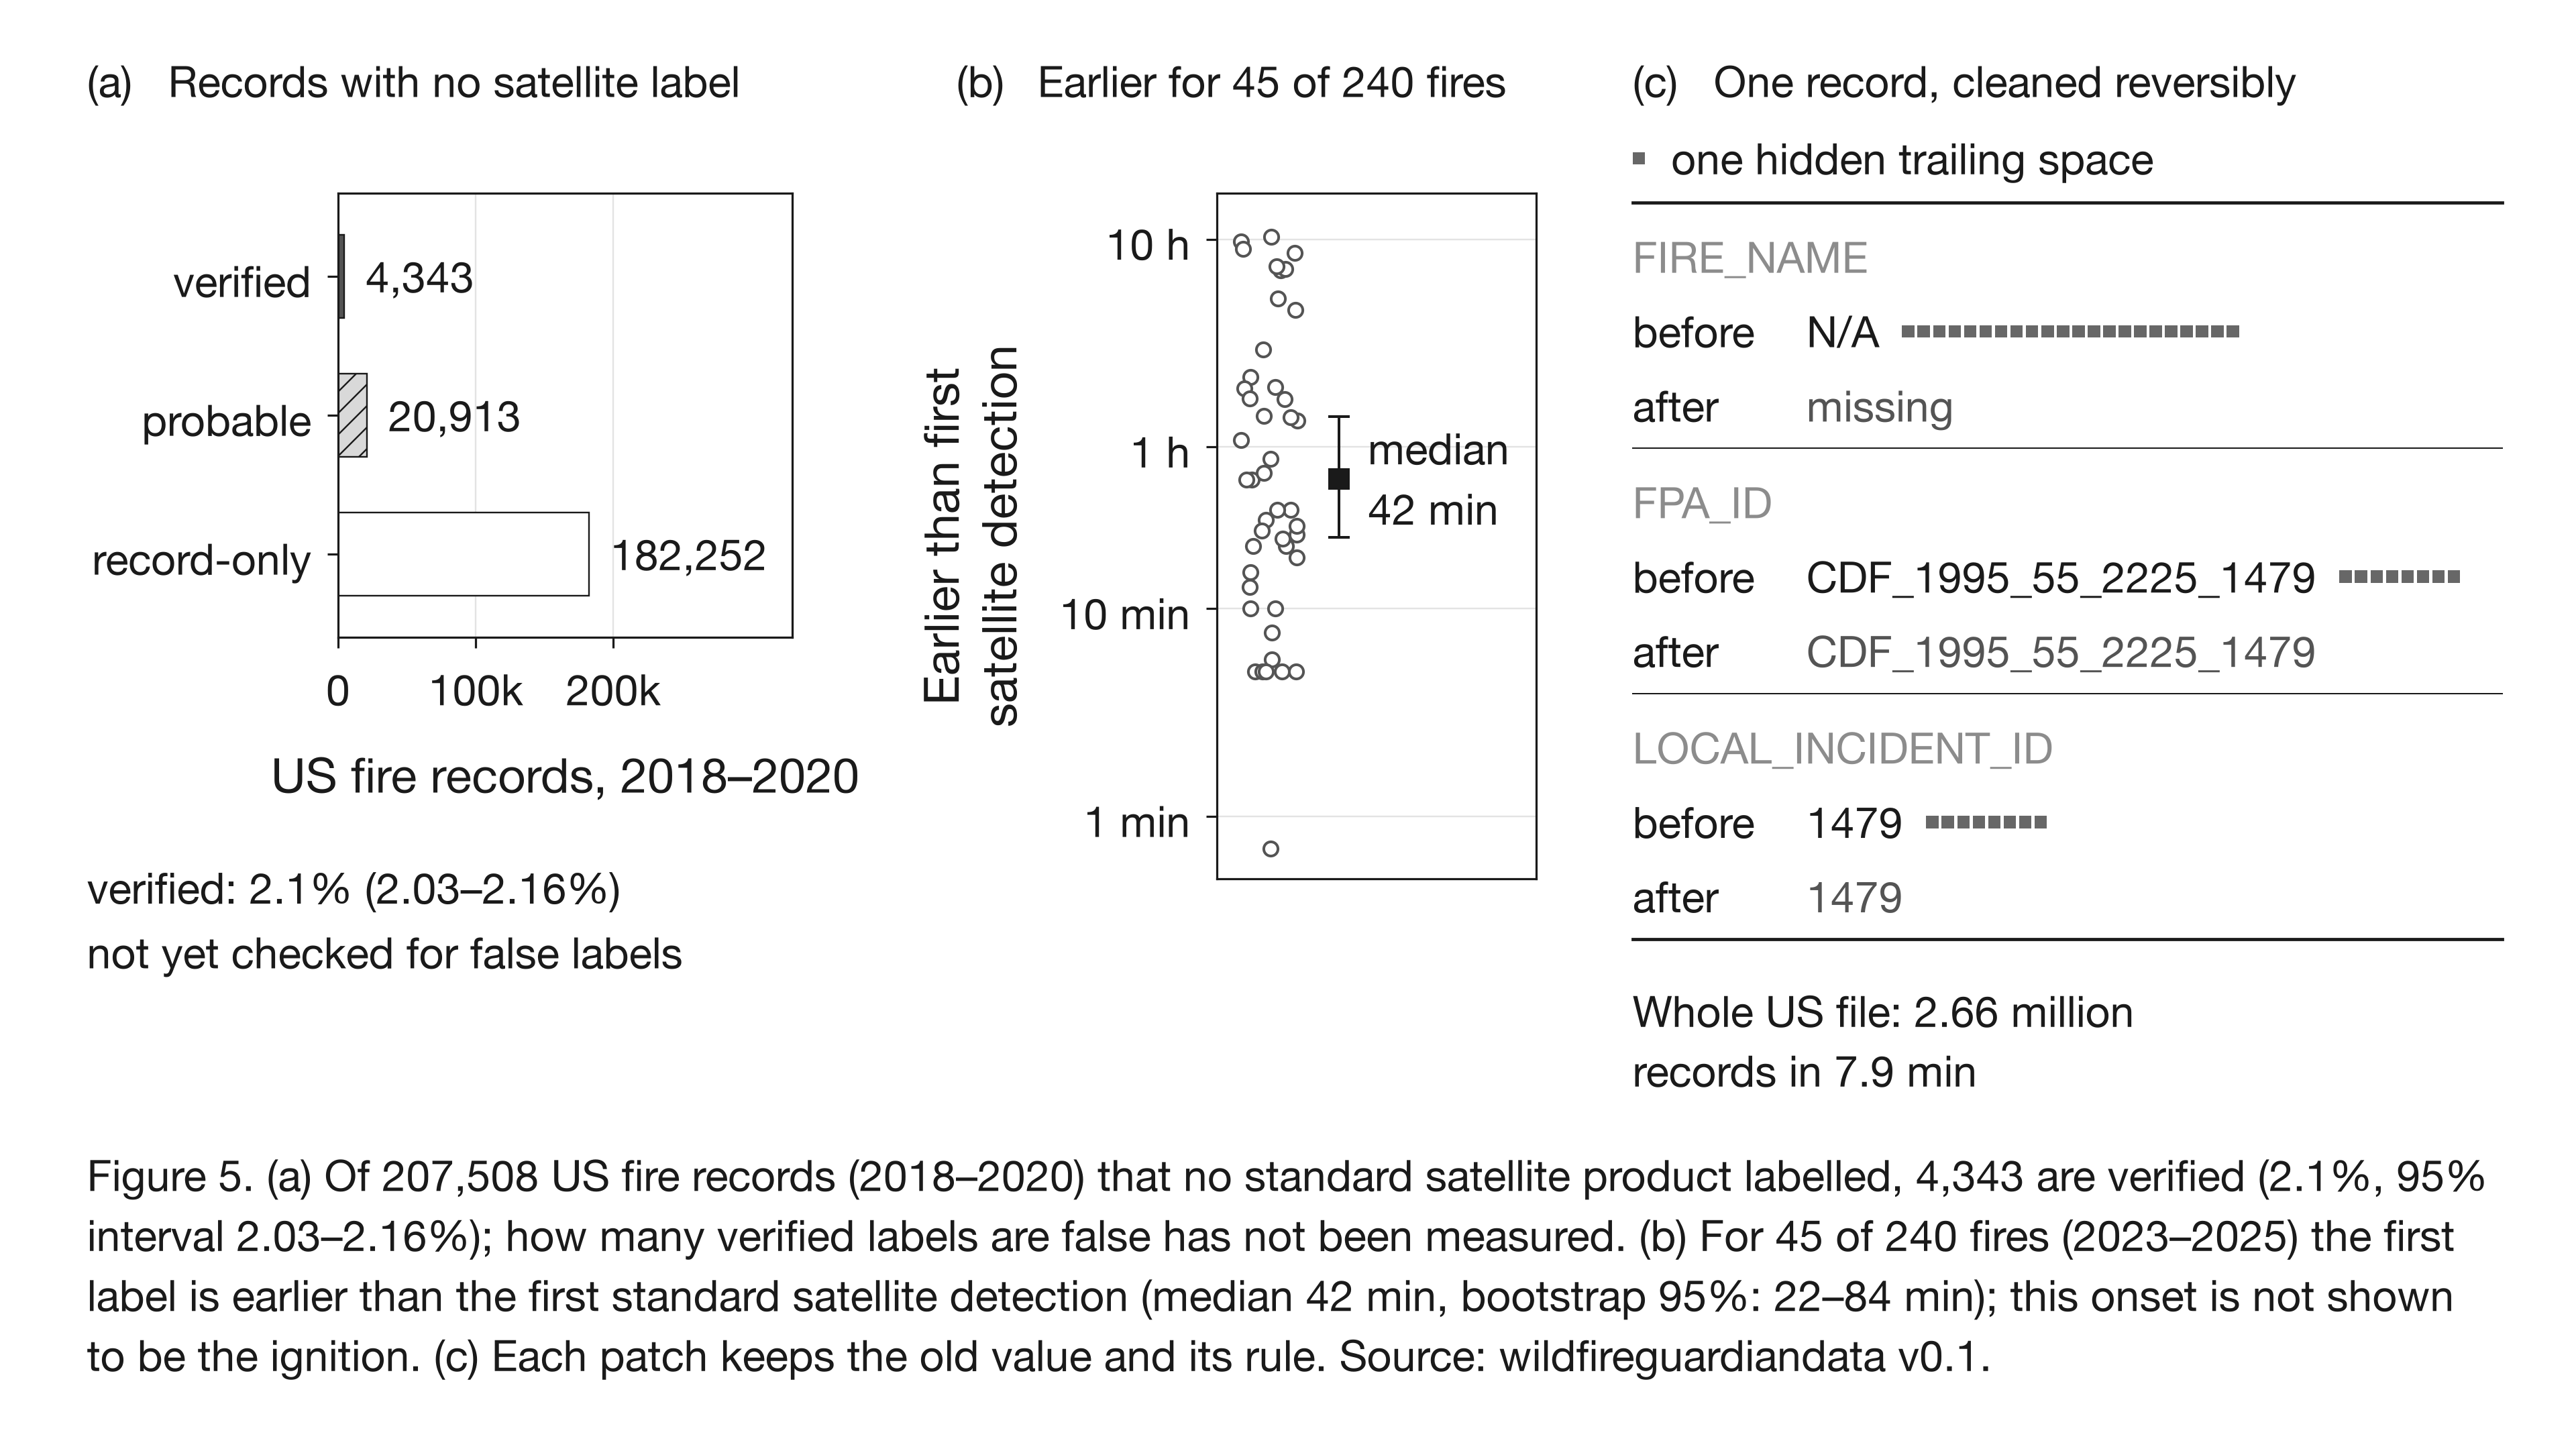 (a) Records with no satellite label
verified
4,343
probable
20,913
record-only
182,252
0 100k 200k
US fire records, 2018–2020
verified: 2.1% (2.03–2.16%)
not yet checked for false labels
(b) Earlier for 45 of 240 fires
Earlier than first
satellite detection
10 h
1 h
10 min
1 min
median
42 min
(c) One record, cleaned reversibly
one hidden trailing space
FIRE_NAME
before N/A
after missing
FPA_ID
before CDF_1995_55_2225_1479
after CDF_1995_55_2225_1479
LOCAL_INCIDENT_ID
before 1479
after 1479
Whole US file: 2.66 million
records in 7.9 min
Figure 5. (a) Of 207,508 US fire records (2018–2020) that no standard satellite product labelled, 4,343 are verified (2.1%, 95%
interval 2.03–2.16%); how many verified labels are false has not been measured. (b) For 45 of 240 fires (2023–2025) the first
label is earlier than the first standard satellite detection (median 42 min, bootstrap 95%: 22–84 min); this onset is not shown
to be the ignition. (c) Each patch keeps the old value and its rule. Source: wildfireguardiandata v0.1.